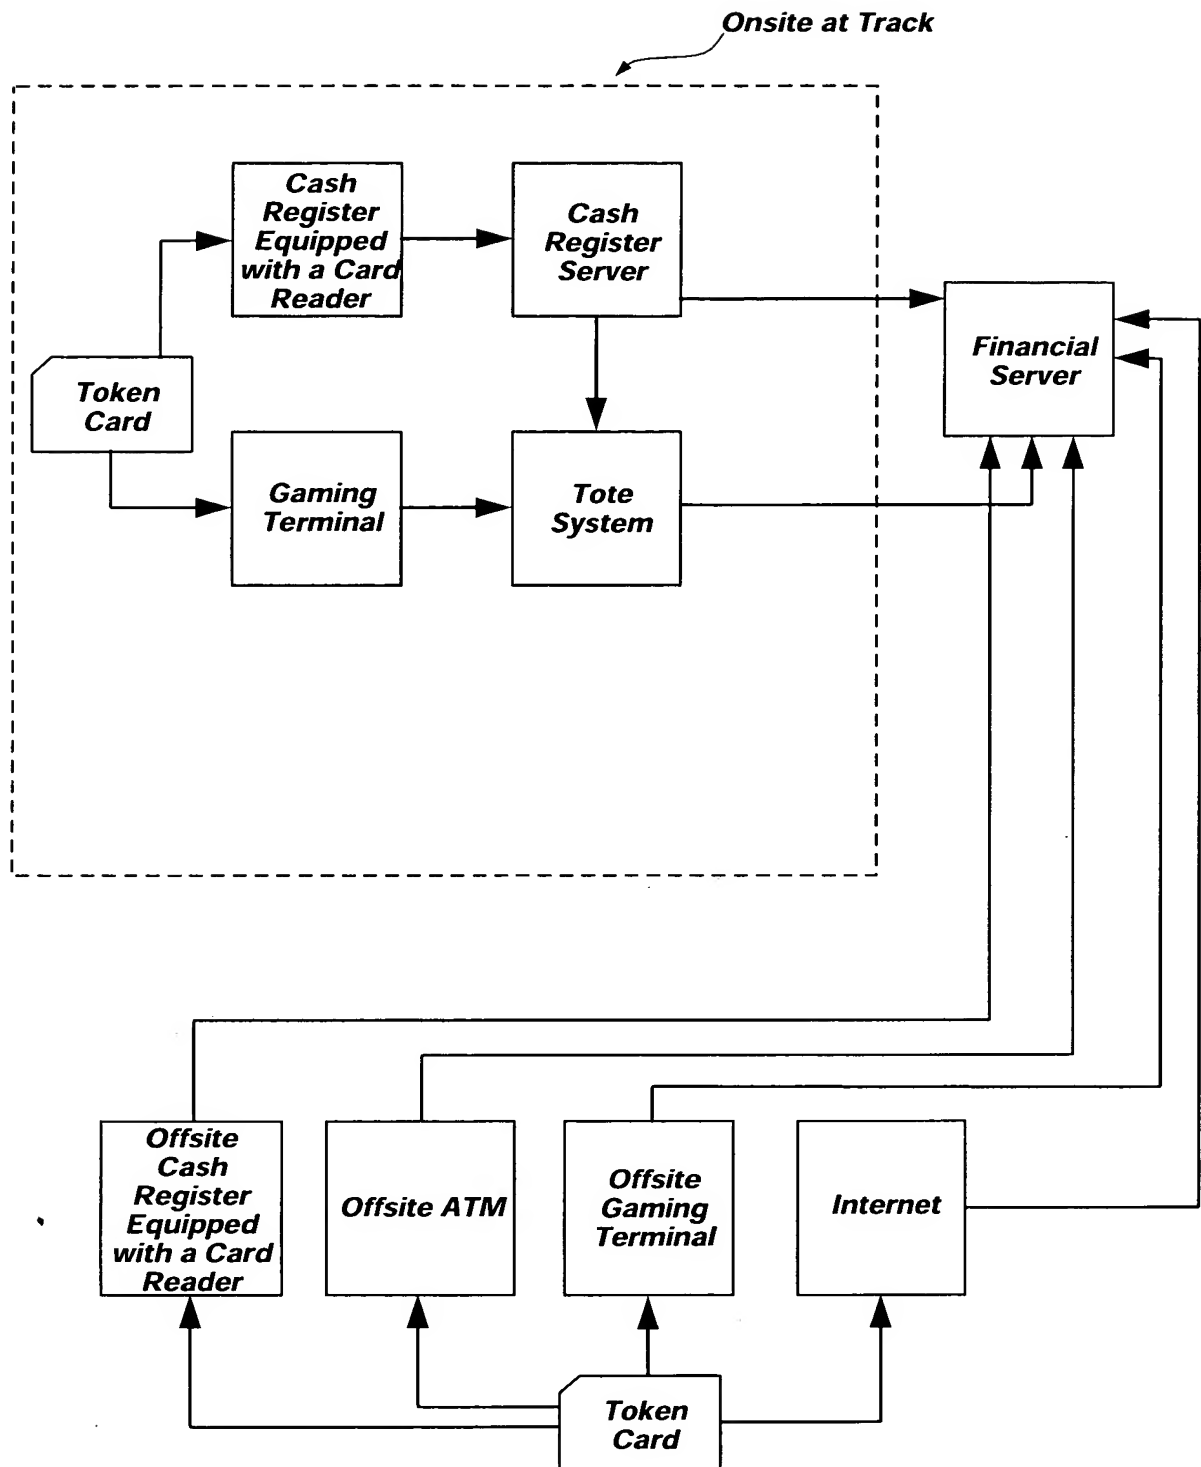 Onsite at Track
Cash
Register
Equipped
with a Card
Reader
Cash
Register
Server
Financial
Server
Token
Card
Gaming
Terminal
Tote
System
Offsite
Cash
Register
Equipped
with a Card
Reader
Offsite ATM
Offsite
Gaming
Terminal
Internet
Token
Card